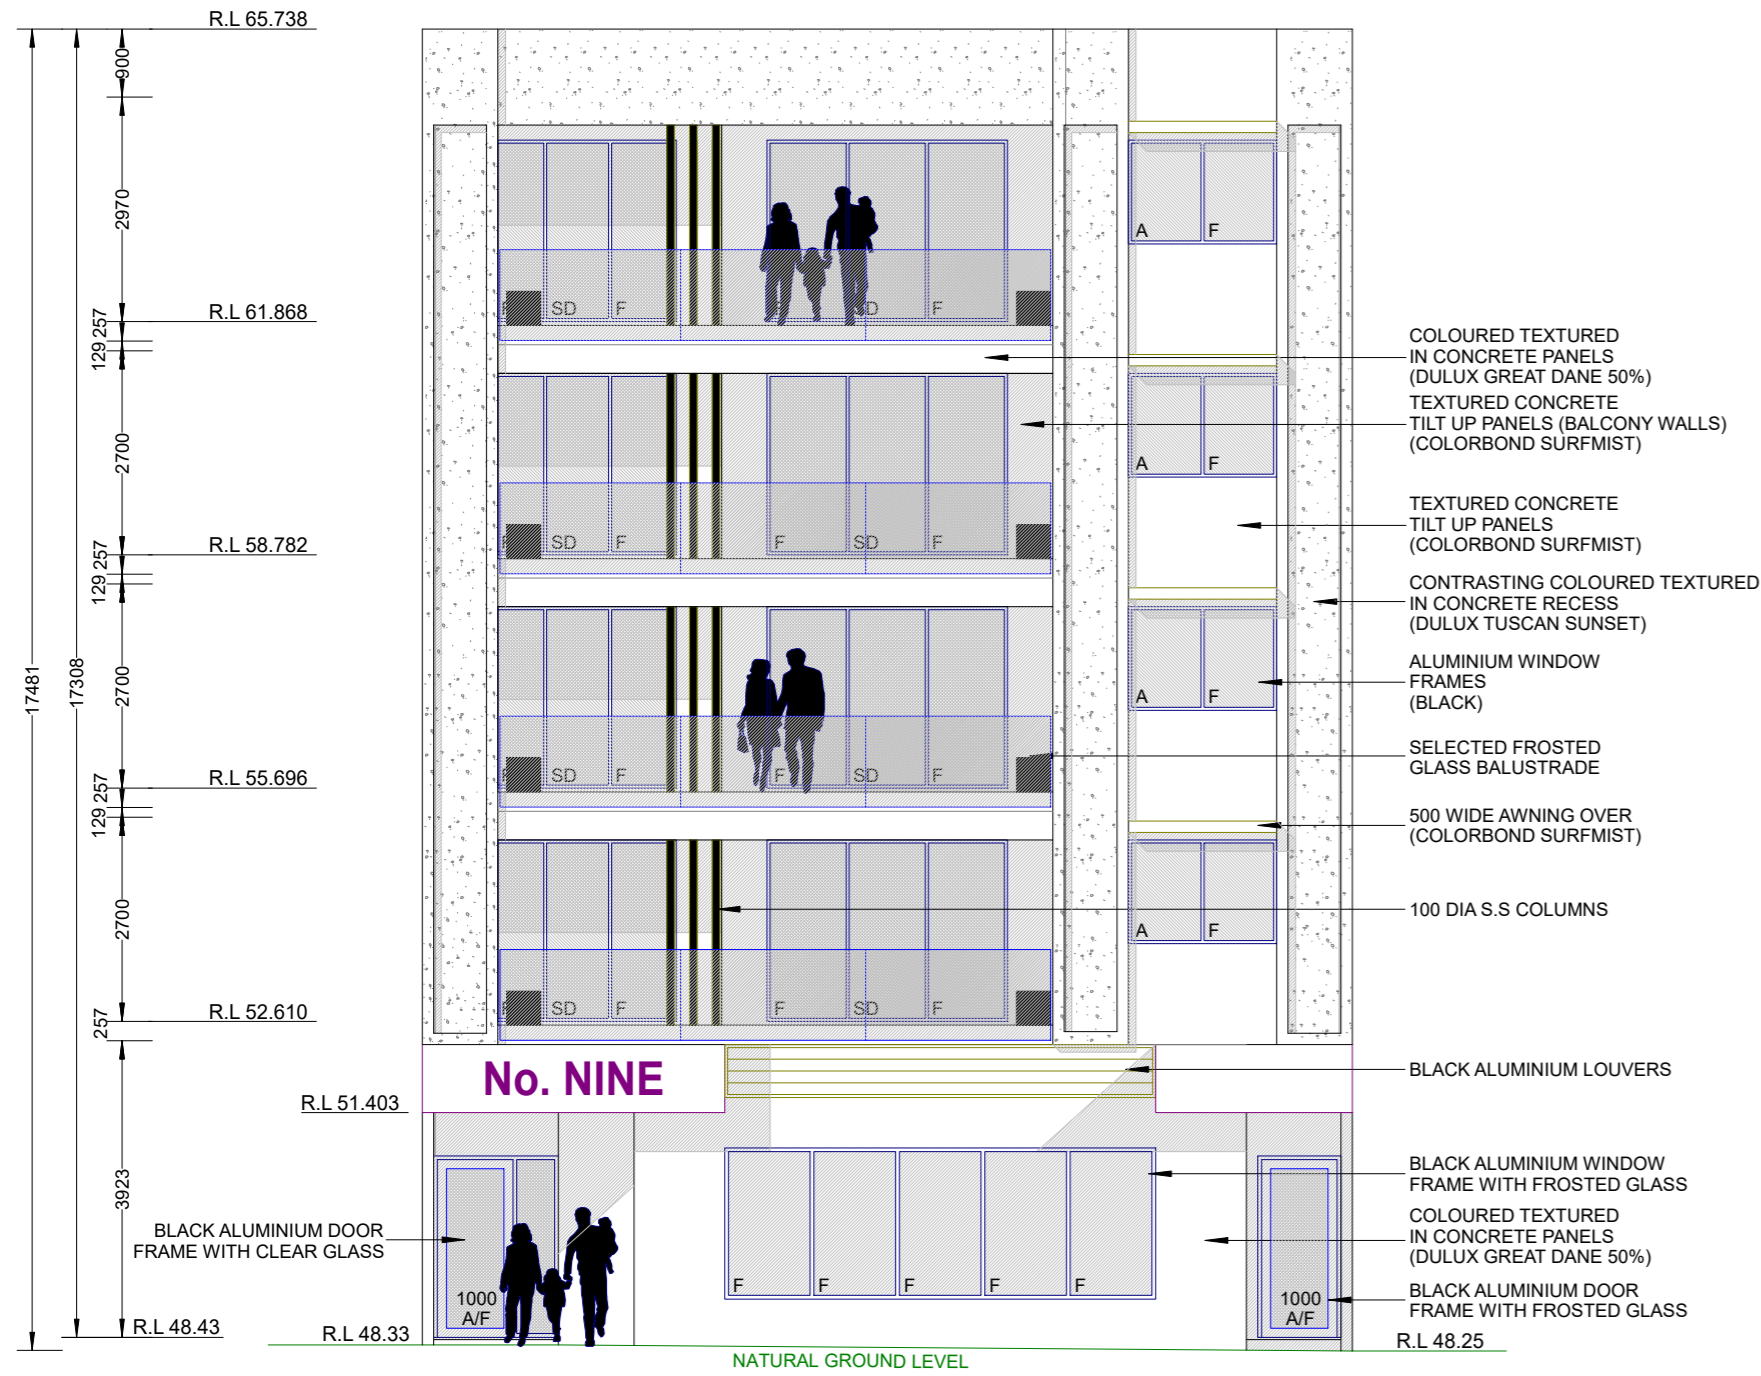 R.L 65.738
900
2970
R.L 61.868
257
129
2700
R.L 58.782
257
129
2700
R.L 55.696
257
129
2700
R.L 52.610
257
3923
17481
17308
R.L 51.403
R.L 48.43
R.L 48.33
R.L 48.25
SD
F
F
SD
F
A
F
SD
F
F
SD
F
A
F
SD
F
F
SD
F
A
F
SD
F
F
SD
F
A
F
No. NINE
F
F
F
F
F
1000
A/F
1000
A/F
NATURAL GROUND LEVEL
BLACK ALUMINIUM DOOR
FRAME WITH CLEAR GLASS
COLOURED TEXTURED
IN CONCRETE PANELS
(DULUX GREAT DANE 50%)
TEXTURED CONCRETE
TILT UP PANELS (BALCONY WALLS)
(COLORBOND SURFMIST)
TEXTURED CONCRETE
TILT UP PANELS
(COLORBOND SURFMIST)
CONTRASTING COLOURED TEXTURED
IN CONCRETE RECESS
(DULUX TUSCAN SUNSET)
ALUMINIUM WINDOW
FRAMES
(BLACK)
SELECTED FROSTED
GLASS BALUSTRADE
500 WIDE AWNING OVER
(COLORBOND SURFMIST)
100 DIA S.S COLUMNS
BLACK ALUMINIUM LOUVERS
BLACK ALUMINIUM WINDOW
FRAME WITH FROSTED GLASS
COLOURED TEXTURED
IN CONCRETE PANELS
(DULUX GREAT DANE 50%)
BLACK ALUMINIUM DOOR
FRAME WITH FROSTED GLASS